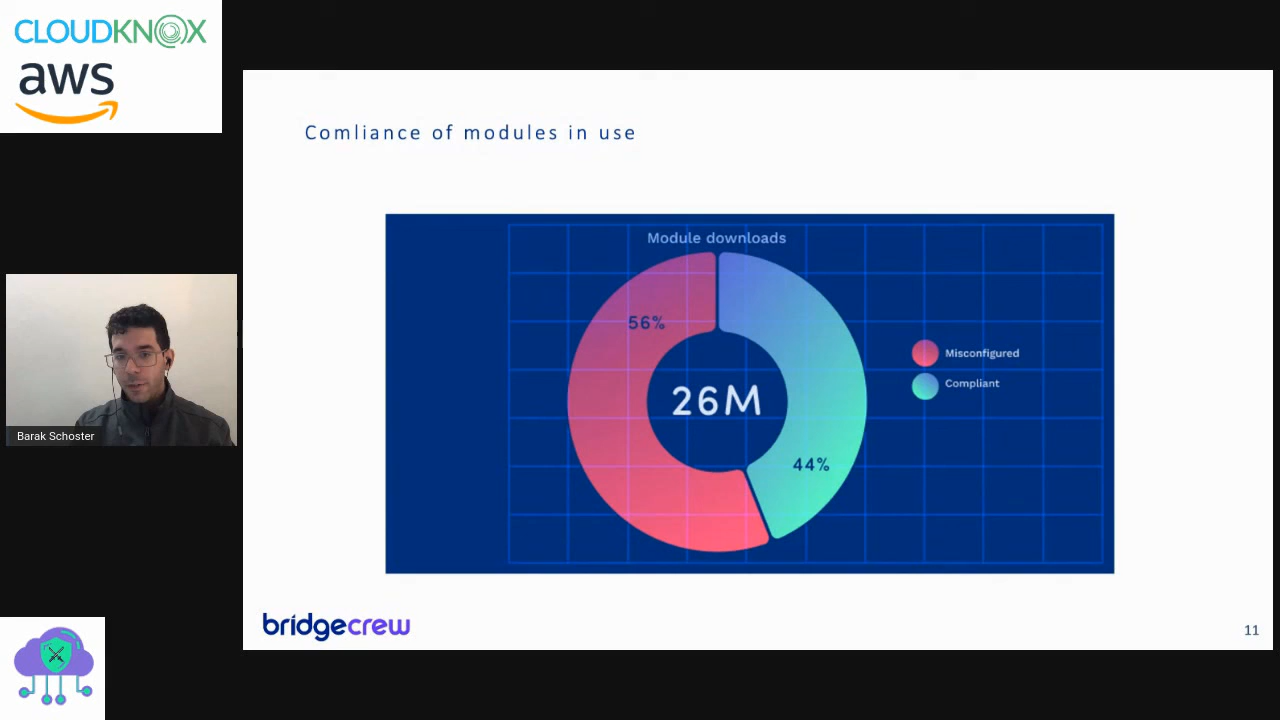 CLOUDKNOX
aws
Comliance of modules in use
Module downloads
56%
26M
44%
Misconfigured
Compliant
Barak Schoster
bridgecrew
11